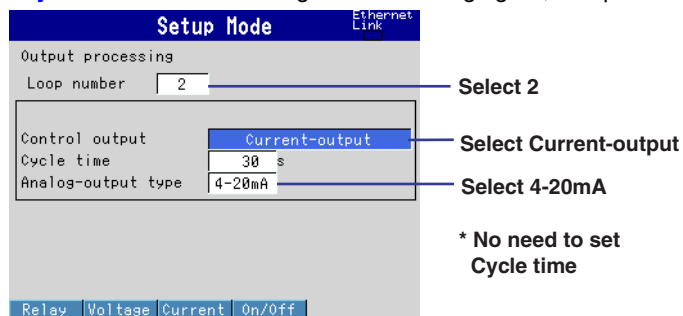 Setup Mode
Ethernet
Link
Output processing
Loop number 2
Select 2
Control output Current-output
Select Current-output
Cycle time 30 s
Analog-output type 4-20mA
Select 4-20mA
* No need to set
Cycle time
Relay Voltage Current On/Off